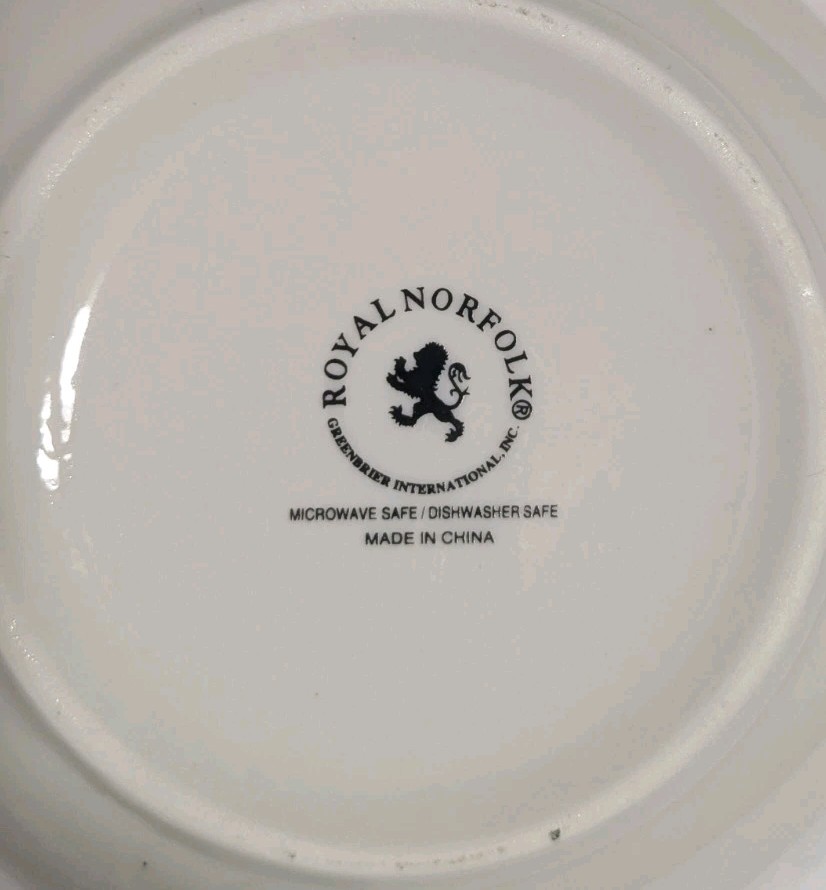 ROYAL NORFOLK®
GREENBRIER INTERNATIONAL, INC.
MICROWAVE SAFE / DISHWASHER SAFE
MADE IN CHINA